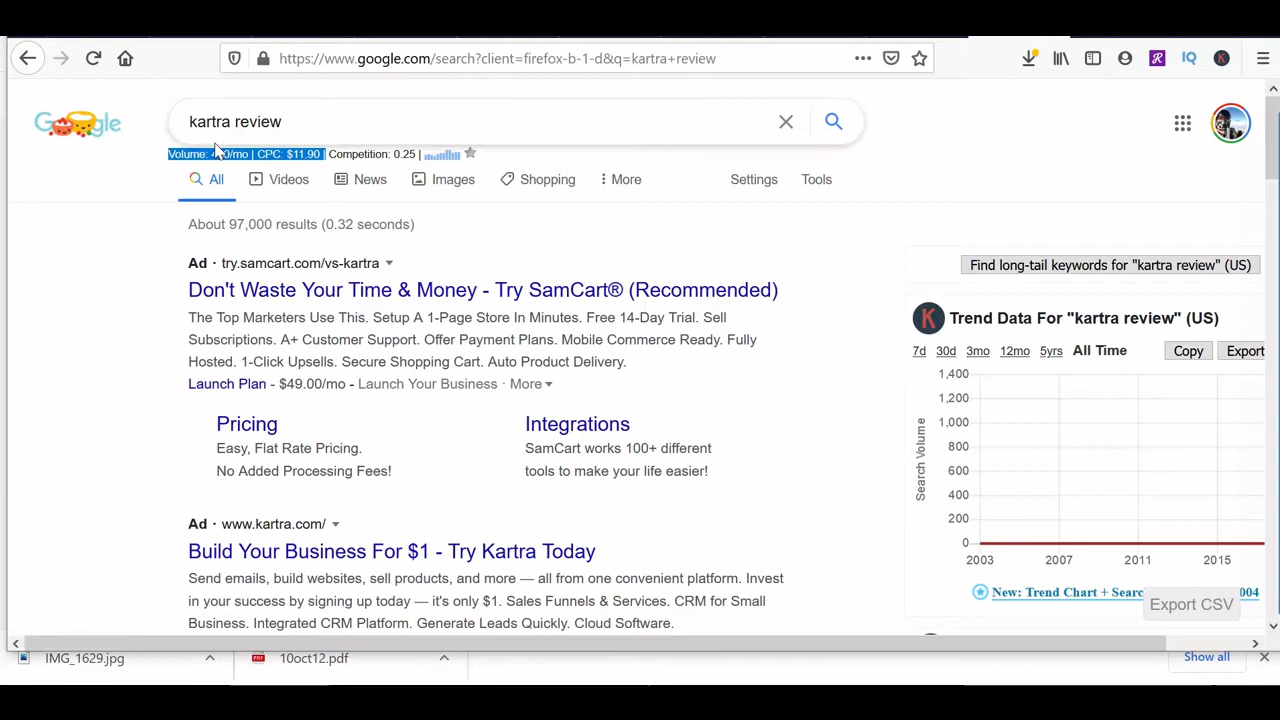 https://www.google.com/search?client=firefox-b-1-d&q=kartra+review
IQ
Google
kartra review
Volume: /mo | CPC: $11.90 | Competition: 0.25 |
All
Videos
News
Images
Shopping
More
Settings
Tools
About 97,000 results (0.32 seconds)
Ad · try.samcart.com/vs-kartra
Don't Waste Your Time & Money - Try SamCart® (Recommended)
The Top Marketers Use This. Setup A 1-Page Store In Minutes. Free 14-Day Trial. Sell
Subscriptions. A+ Customer Support. Offer Payment Plans. Mobile Commerce Ready. Fully
Hosted. 1-Click Upsells. Secure Shopping Cart. Auto Product Delivery.
Launch Plan - $49.00/mo - Launch Your Business · More
Pricing
Easy, Flat Rate Pricing.
No Added Processing Fees!
Integrations
SamCart works 100+ different
tools to make your life easier!
Ad · www.kartra.com/
Build Your Business For $1 - Try Kartra Today
Send emails, build websites, sell products, and more — all from one convenient platform. Invest
in your success by signing up today — it's only $1. Sales Funnels & Services. CRM for Small
Business. Integrated CRM Platform. Generate Leads Quickly. Cloud Software.
Find long-tail keywords for "kartra review" (US)
K
Trend Data For "kartra review" (US)
7d 30d 3mo 12mo 5yrs All Time
Copy
Export
Search Volume
1,400
1,200
1,000
800
600
400
200
0
2003 2007 2011 2015
New: Trend Chart + Searc 004
Export CSV
IMG_1629.jpg
10oct12.pdf
Show all